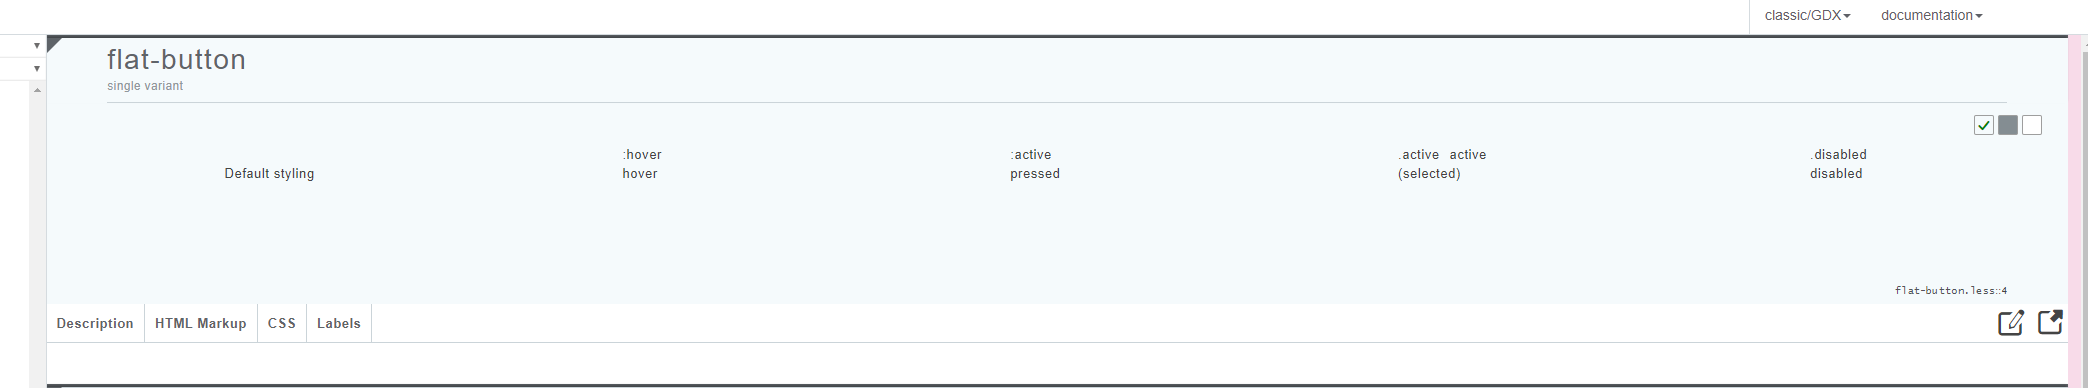 classic/GDX documentation
flat-button
single variant
:hover :active .active active .disabled
Default styling hover pressed (selected) disabled
flat-button.less::4
Description HTML Markup CSS Labels